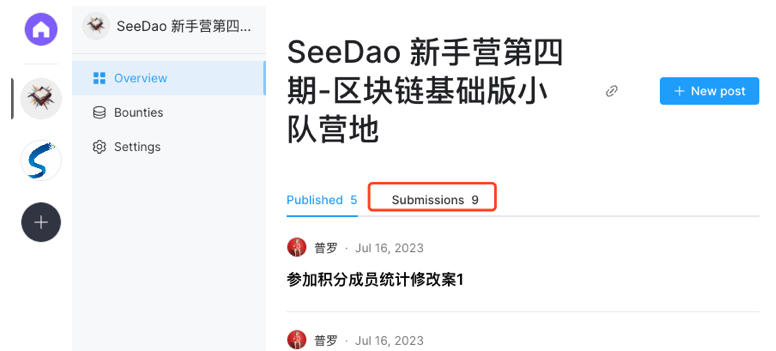 SeeDao 新手营第四...
Overview
Bounties
Settings
SeeDao 新手营第四
期-区块链基础版小
队营地
+ New post
Published 5
Submissions 9
普罗 · Jul 16, 2023
参加积分成员统计修改案1
普罗 · Jul 16, 2023